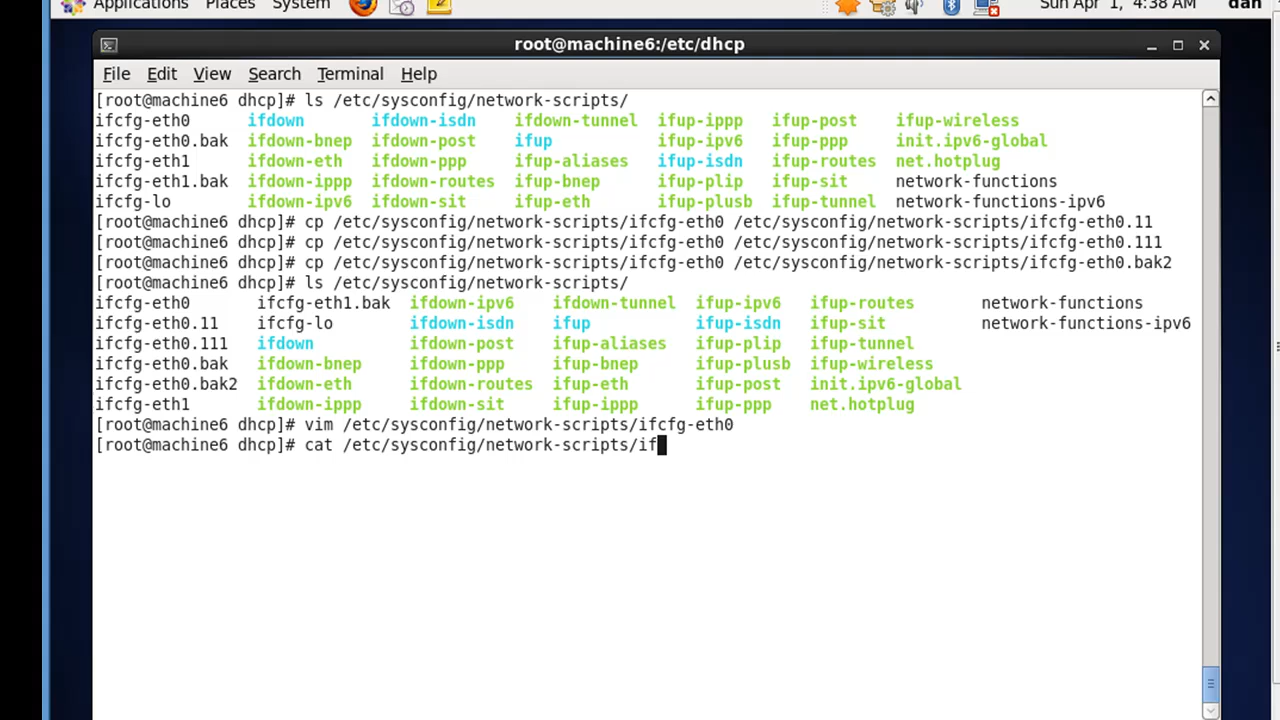 Applications Places System Sun Apr 1, 4:38 AM dan
root@machine6:/etc/dhcp
File Edit View Search Terminal Help
[root@machine6 dhcp]# ls /etc/sysconfig/network-scripts/
ifcfg-eth0 ifdown ifdown-isdn ifdown-tunnel ifup-ippp ifup-post ifup-wireless
ifcfg-eth0.bak ifdown-bnep ifdown-post ifup ifup-ipv6 ifup-ppp init.ipv6-global
ifcfg-eth1 ifdown-eth ifdown-ppp ifup-aliases ifup-isdn ifup-routes net.hotplug
ifcfg-eth1.bak ifdown-ippp ifdown-routes ifup-bnep ifup-plip ifup-sit network-functions
ifcfg-lo ifdown-ipv6 ifdown-sit ifup-eth ifup-plusb ifup-tunnel network-functions-ipv6
[root@machine6 dhcp]# cp /etc/sysconfig/network-scripts/ifcfg-eth0 /etc/sysconfig/network-scripts/ifcfg-eth0.11
[root@machine6 dhcp]# cp /etc/sysconfig/network-scripts/ifcfg-eth0 /etc/sysconfig/network-scripts/ifcfg-eth0.111
[root@machine6 dhcp]# cp /etc/sysconfig/network-scripts/ifcfg-eth0 /etc/sysconfig/network-scripts/ifcfg-eth0.bak2
[root@machine6 dhcp]# ls /etc/sysconfig/network-scripts/
ifcfg-eth0 ifcfg-eth1.bak ifdown-ipv6 ifdown-tunnel ifup-ipv6 ifup-routes network-functions
ifcfg-eth0.11 ifcfg-lo ifdown-isdn ifup ifup-isdn ifup-sit network-functions-ipv6
ifcfg-eth0.111 ifdown ifdown-post ifup-aliases ifup-plip ifup-tunnel
ifcfg-eth0.bak ifdown-bnep ifdown-ppp ifup-bnep ifup-plusb ifup-wireless
ifcfg-eth0.bak2 ifdown-eth ifdown-routes ifup-eth ifup-post init.ipv6-global
ifcfg-eth1 ifdown-ippp ifdown-sit ifup-ippp ifup-ppp net.hotplug
[root@machine6 dhcp]# vim /etc/sysconfig/network-scripts/ifcfg-eth0
[root@machine6 dhcp]# cat /etc/sysconfig/network-scripts/if